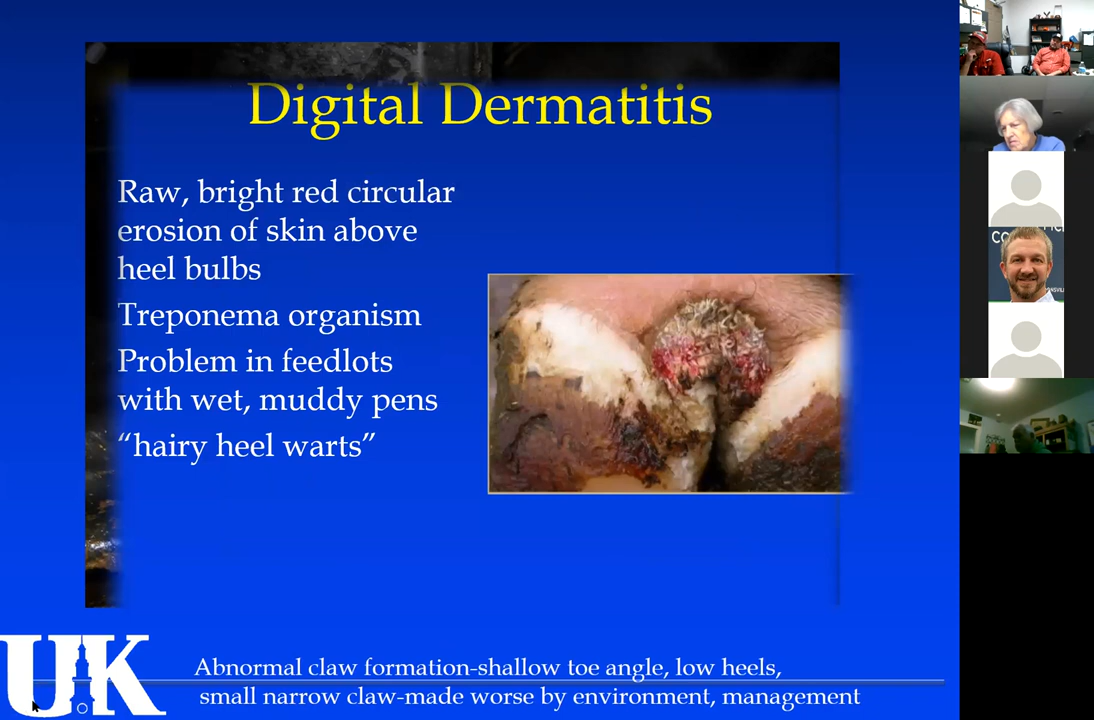 Digital Dermatitis
Raw, bright red circular
erosion of skin above
heel bulbs
Treponema organism
Problem in feedlots
with wet, muddy pens
“hairy heel warts”
UK
Abnormal claw formation-shallow toe angle, low heels,
small narrow claw-made worse by environment, management